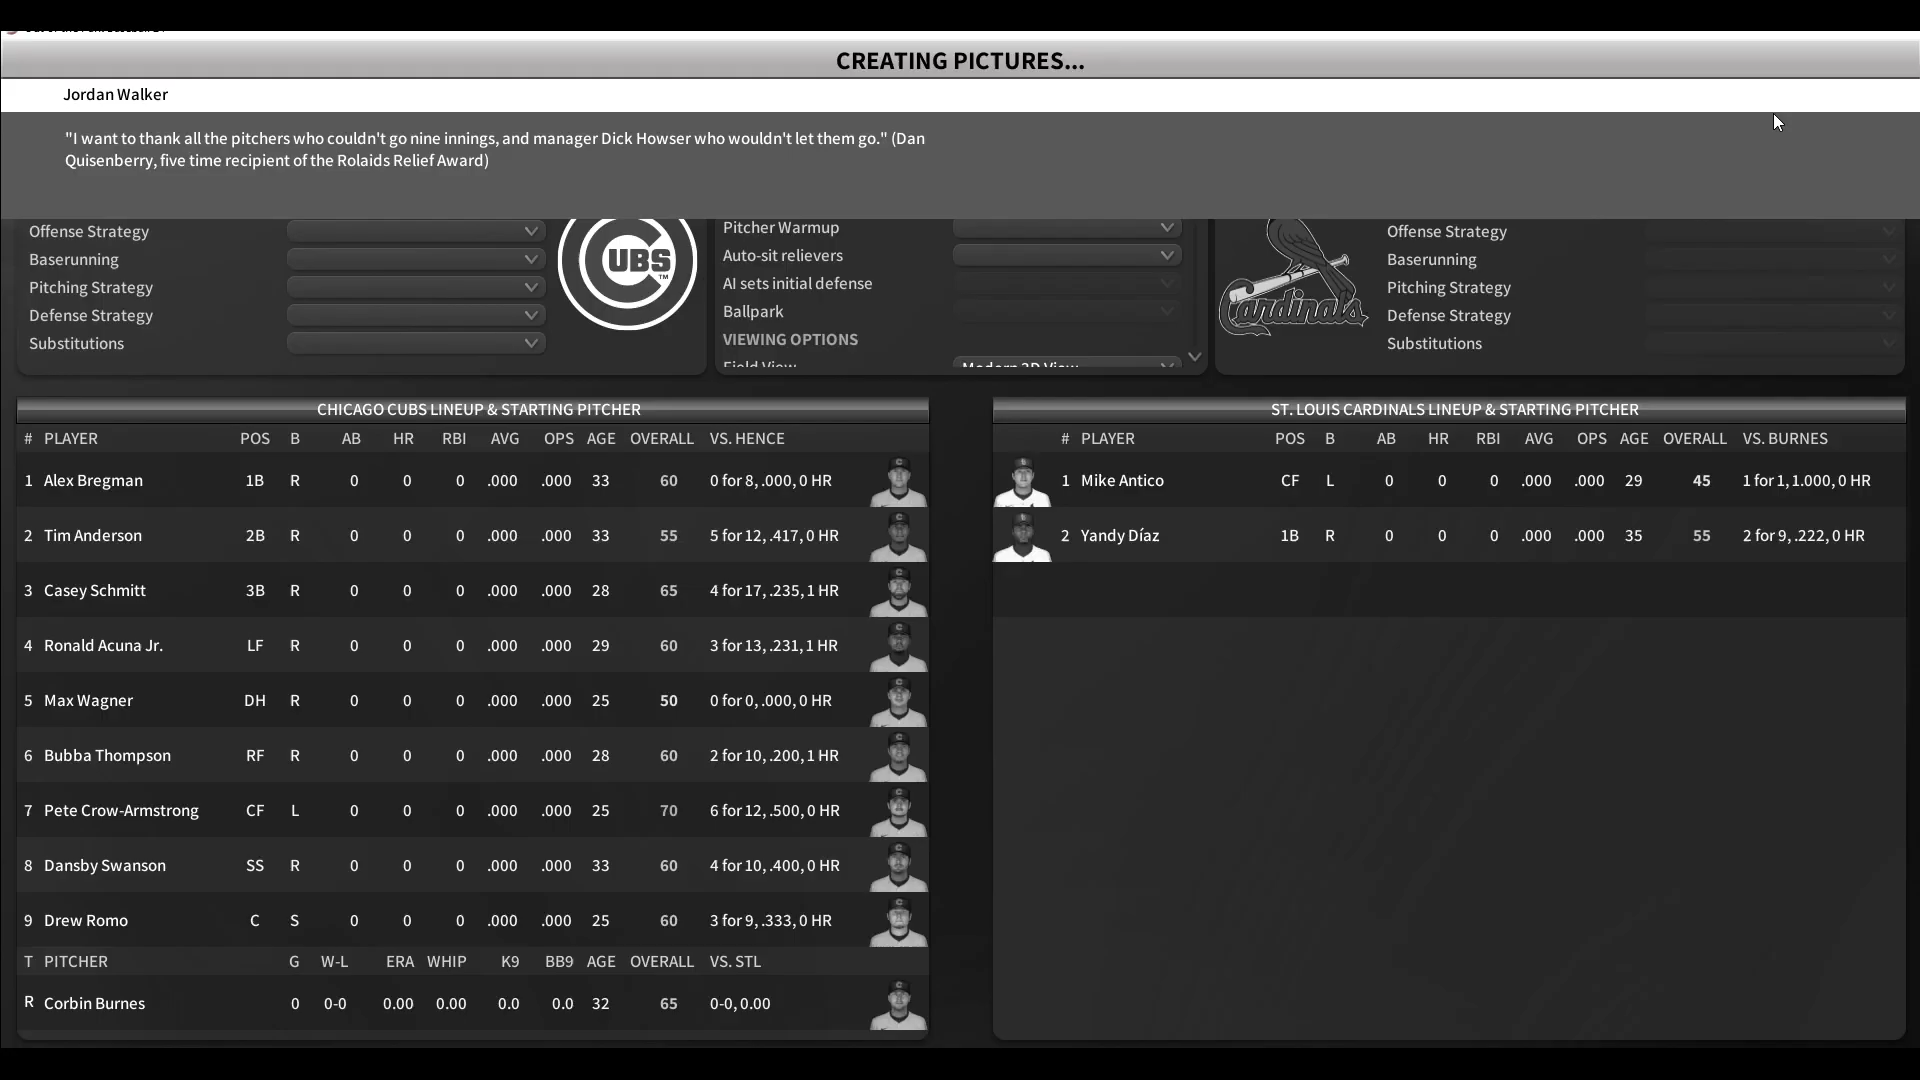 CREATING PICTURES...
Jordan Walker
"I want to thank all the pitchers who couldn't go nine innings, and manager Dick Howser who wouldn't let them go." (Dan
Quisenberry, five time recipient of the Rolaids Relief Award)
Offense Strategy
Baserunning
Pitching Strategy
Defense Strategy
Substitutions
CUBS TM
Pitcher Warmup
Auto-sit relievers
AI sets initial defense
Ballpark
VIEWING OPTIONS
Field View Modern 3D View
Cardinals
Offense Strategy
Baserunning
Pitching Strategy
Defense Strategy
Substitutions
CHICAGO CUBS LINEUP & STARTING PITCHER
# PLAYER POS B AB HR RBI AVG OPS AGE OVERALL VS. HENCE
1 Alex Bregman 1B R 0 0 0 .000 .000 33 60 0 for 8, .000, 0 HR
2 Tim Anderson 2B R 0 0 0 .000 .000 33 55 5 for 12, .417, 0 HR
3 Casey Schmitt 3B R 0 0 0 .000 .000 28 65 4 for 17, .235, 1 HR
4 Ronald Acuna Jr. LF R 0 0 0 .000 .000 29 60 3 for 13, .231, 1 HR
5 Max Wagner DH R 0 0 0 .000 .000 25 50 0 for 0, .000, 0 HR
6 Bubba Thompson RF R 0 0 0 .000 .000 28 60 2 for 10, .200, 1 HR
7 Pete Crow-Armstrong CF L 0 0 0 .000 .000 25 70 6 for 12, .500, 0 HR
8 Dansby Swanson SS R 0 0 0 .000 .000 33 60 4 for 10, .400, 0 HR
9 Drew Romo C S 0 0 0 .000 .000 25 60 3 for 9, .333, 0 HR
T PITCHER G W-L ERA WHIP K9 BB9 AGE OVERALL VS. STL
R Corbin Burnes 0 0-0 0.00 0.00 0.0 0.0 32 65 0-0, 0.00
ST. LOUIS CARDINALS LINEUP & STARTING PITCHER
# PLAYER POS B AB HR RBI AVG OPS AGE OVERALL VS. BURNES
1 Mike Antico CF L 0 0 0 .000 .000 29 45 1 for 1, 1.000, 0 HR
2 Yandy Díaz 1B R 0 0 0 .000 .000 35 55 2 for 9, .222, 0 HR